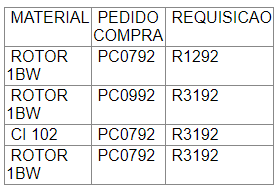 MATERIAL PEDIDO COMPRA REQUISICAO
ROTOR 1BW PC0792 R1292
ROTOR 1BW PC0992 R3192
CI 102 PC0792 R3192
ROTOR 1BW PC0792 R3192